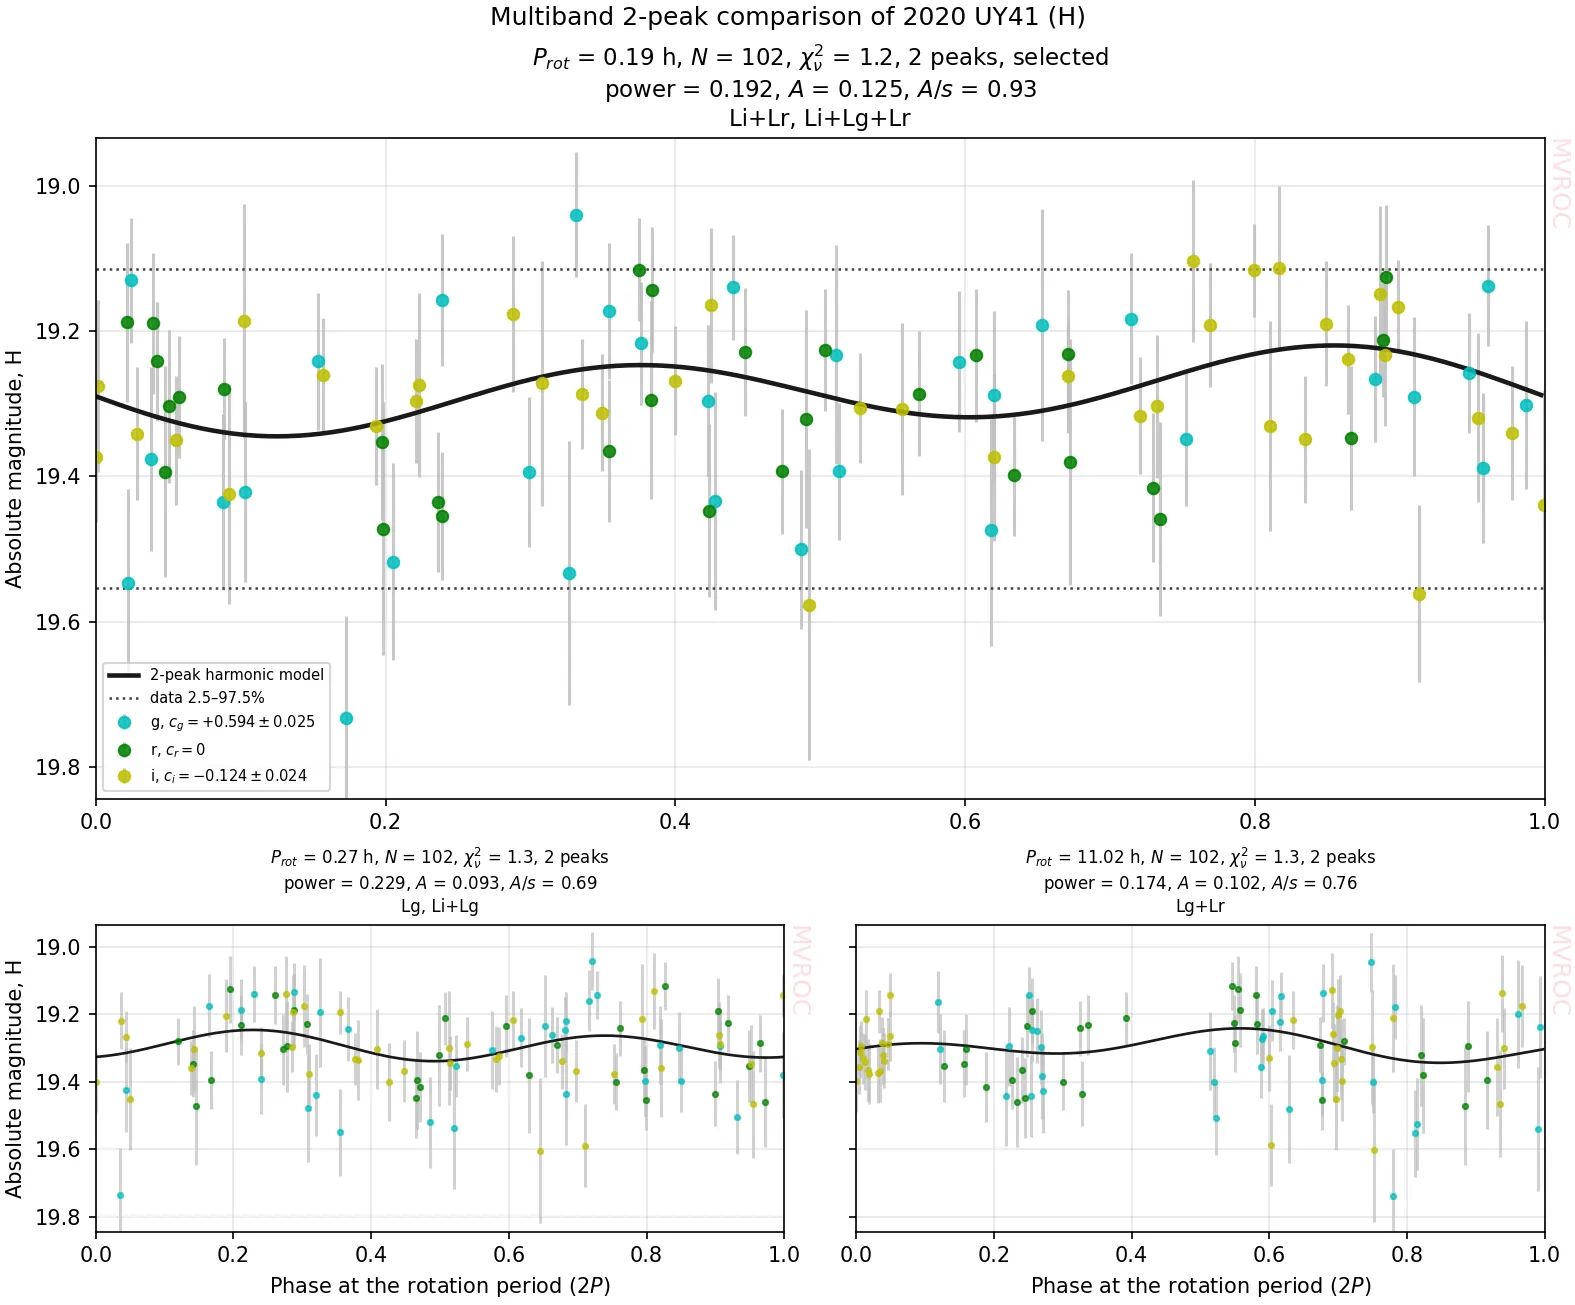 Multiband 2-peak comparison of 2020 UY41 (H)
P_rot = 0.19 h, N = 102, χ²_ν = 1.2, 2 peaks, selected
power = 0.192, A = 0.125, A/s = 0.93
Li+Lr, Li+Lg+Lr
MVROC
Absolute magnitude, H
19.0
19.2
19.4
19.6
19.8
2-peak harmonic model
data 2.5–97.5%
g, c_g = +0.594 ± 0.025
r, c_r = 0
i, c_i = −0.124 ± 0.024
0.0 0.2 0.4 0.6 0.8 1.0
P_rot = 0.27 h, N = 102, χ²_ν = 1.3, 2 peaks
power = 0.229, A = 0.093, A/s = 0.69
Lg, Li+Lg
MVROC
Absolute magnitude, H
19.0
19.2
19.4
19.6
19.8
0.0 0.2 0.4 0.6 0.8 1.0
Phase at the rotation period (2P)
P_rot = 11.02 h, N = 102, χ²_ν = 1.3, 2 peaks
power = 0.174, A = 0.102, A/s = 0.76
Lg+Lr
MVROC
0.0 0.2 0.4 0.6 0.8 1.0
Phase at the rotation period (2P)